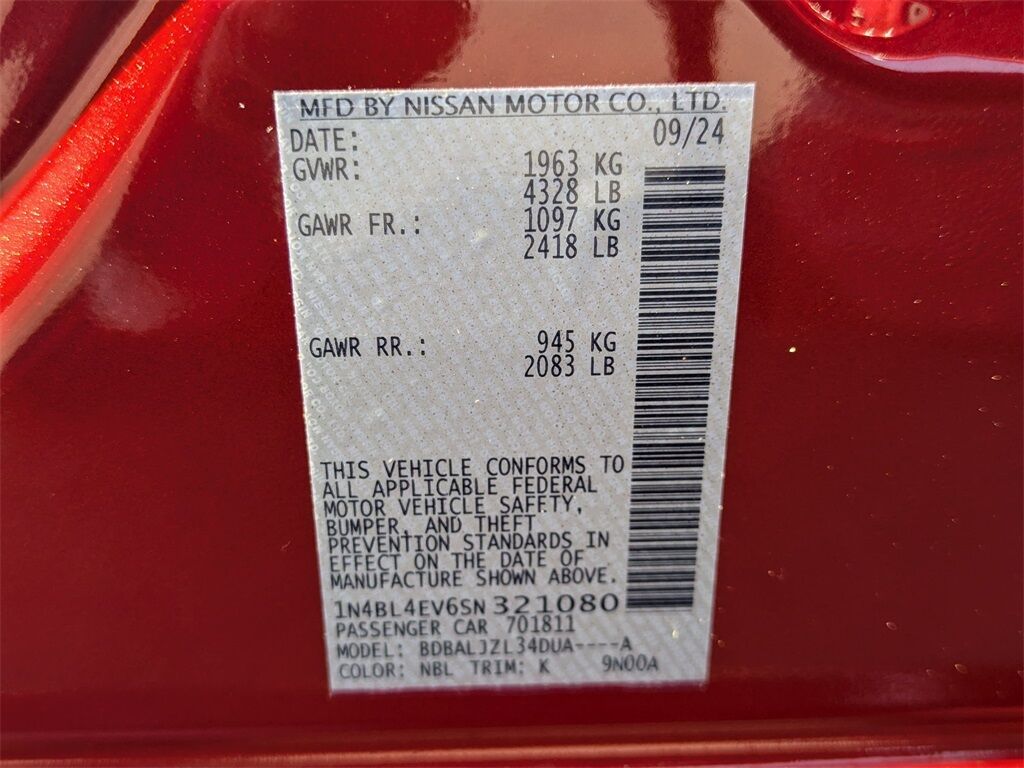 MFD BY NISSAN MOTOR CO., LTD.
DATE: 09/24
GVWR: 1963 KG
4328 LB
GAWR FR.: 1097 KG
2418 LB
GAWR RR.: 945 KG
2083 LB
THIS VEHICLE CONFORMS TO
ALL APPLICABLE FEDERAL
MOTOR VEHICLE SAFETY,
BUMPER, AND THEFT
PREVENTION STANDARDS IN
EFFECT ON THE DATE OF
MANUFACTURE SHOWN ABOVE.
1N4BL4EV6SN321080
PASSENGER CAR 701811
MODEL: BDBALJZL34DUA----A
COLOR: NBL TRIM: K 9N00A